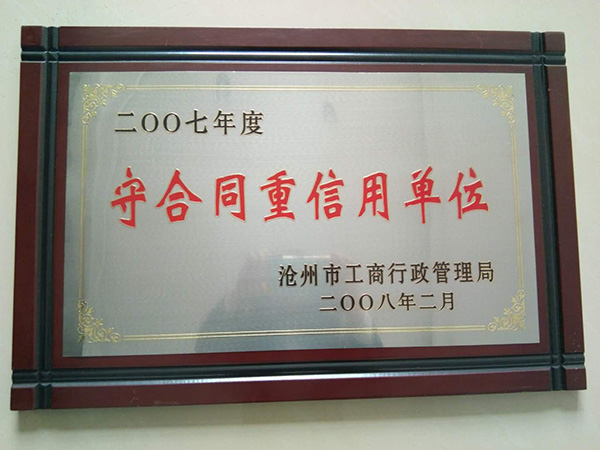 二〇〇七年度
守合同重信用单位
沧州市工商行政管理局
二〇〇八年二月